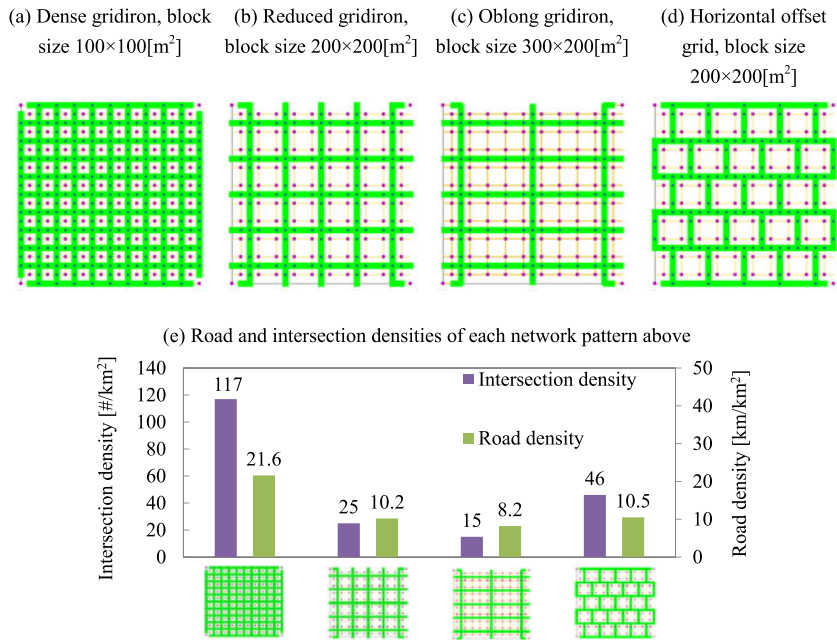 (a) Dense gridiron, block
size 100×100[m²]
(b) Reduced gridiron,
block size 200×200[m²]
(c) Oblong gridiron,
block size 300×200[m²]
(d) Horizontal offset
grid, block size
200×200[m²]
(e) Road and intersection densities of each network pattern above
Intersection density [#/km²]
140
120
100
80
60
40
20
0
117
21.6
25
10.2
15
8.2
46
10.5
Intersection density
Road density
50
40
30
20
10
0
Road density [km/km²]